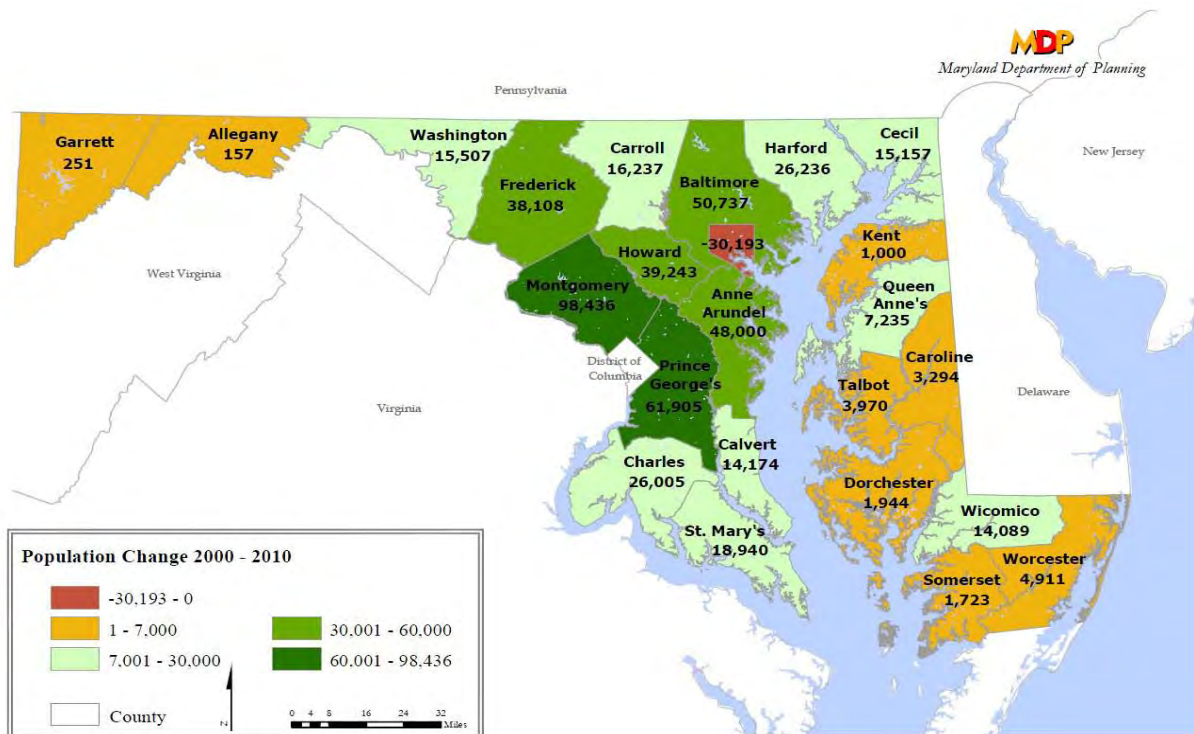 MDP
Maryland Department of Planning
Pennsylvania
New Jersey
West Virginia
Virginia
District of
Columbia
Delaware
Garrett
251
Allegany
157
Washington
15,507
Frederick
38,108
Carroll
16,237
Baltimore
50,737
-30,193
Harford
26,236
Cecil
15,157
Kent
1,000
Howard
39,243
Montgomery
98,436
Anne
Arundel
48,000
Queen
Anne's
7,235
Caroline
3,294
Talbot
3,970
Prince
George's
61,905
Calvert
14,174
Charles
26,005
St. Mary's
18,940
Dorchester
1,944
Wicomico
14,089
Worcester
4,911
Somerset
1,723
Population Change 2000 - 2010
-30,193 - 0
1 - 7,000
7,001 - 30,000
30,001 - 60,000
60,001 - 98,436
County
N
0 4 8 16 24 32
Miles